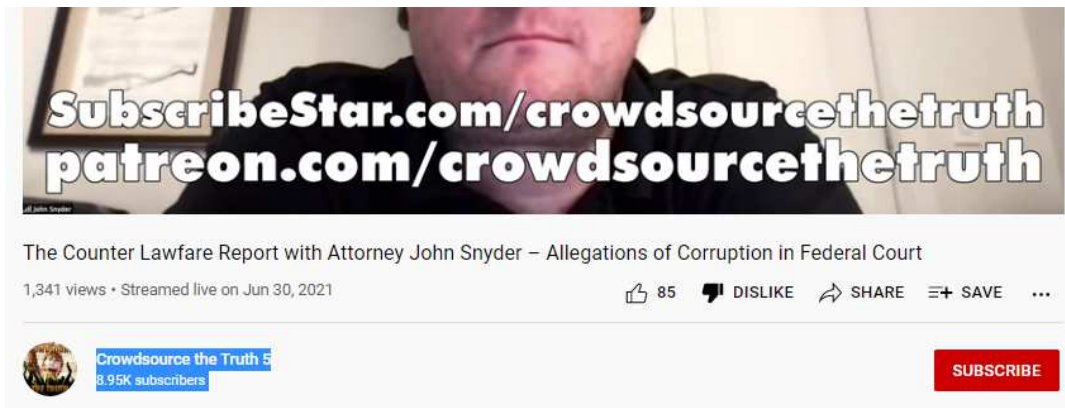 SubscribeStar.com/crowdsourcethetruth
patreon.com/crowdsourcethetruth
John Snyder
The Counter Lawfare Report with Attorney John Snyder – Allegations of Corruption in Federal Court
1,341 views • Streamed live on Jun 30, 2021
85 DISLIKE SHARE SAVE ...
Crowdsource the Truth 5
8.95K subscribers
SUBSCRIBE